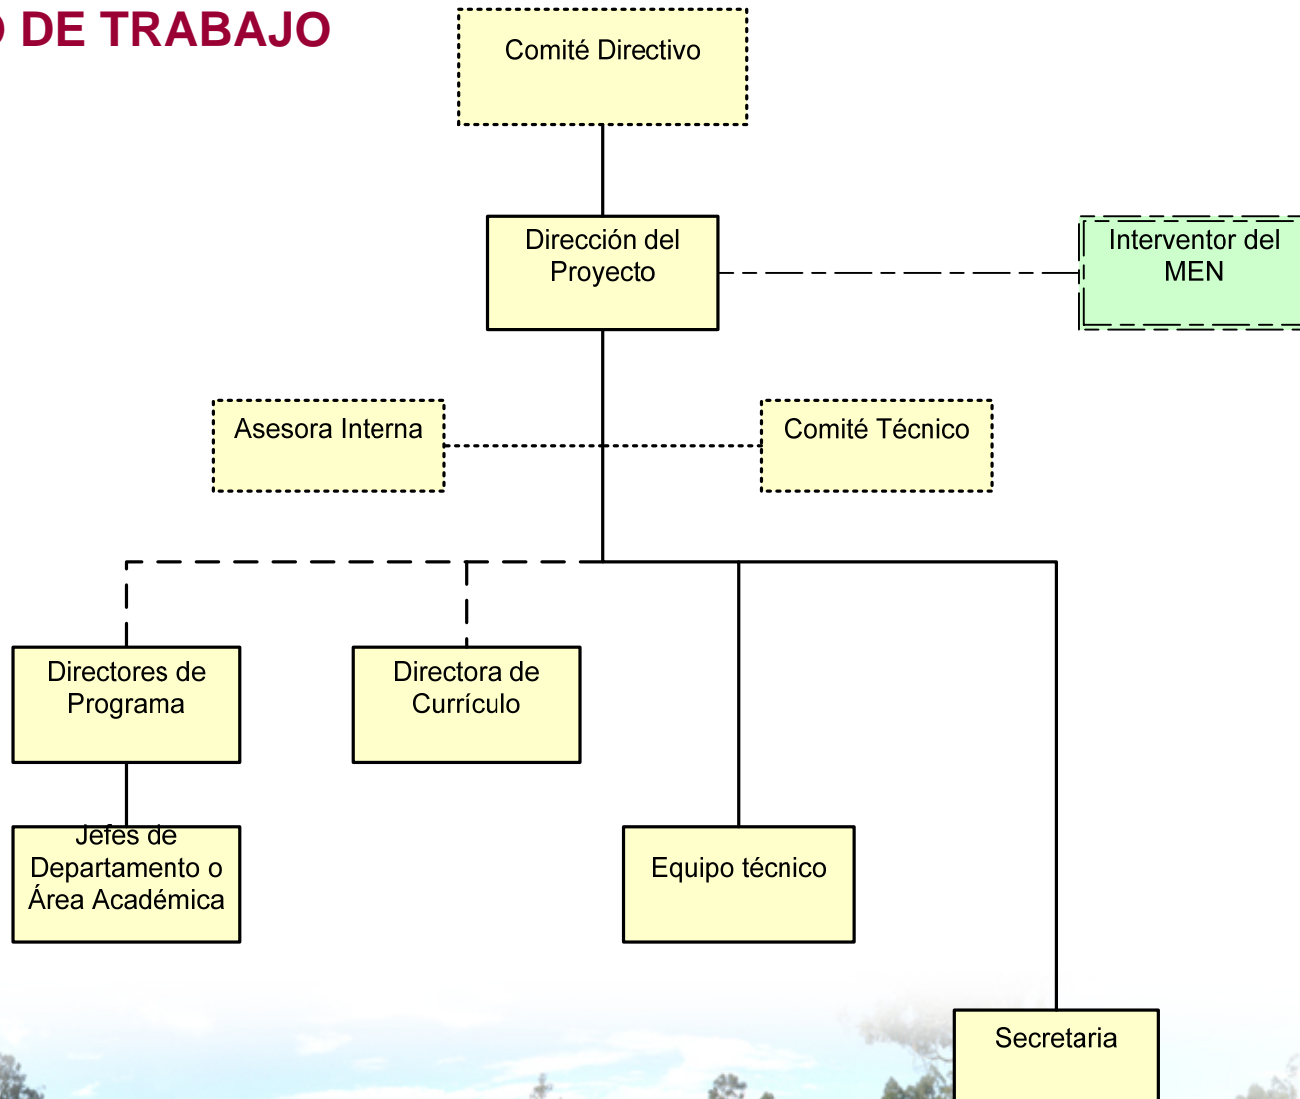 O DE TRABAJO
Comité Directivo
Dirección del
Proyecto
Interventor del
MEN
Asesora Interna
Comité Técnico
Directores de
Programa
Directora de
Currículo
Jefes de
Departamento o
Área Académica
Equipo técnico
Secretaria